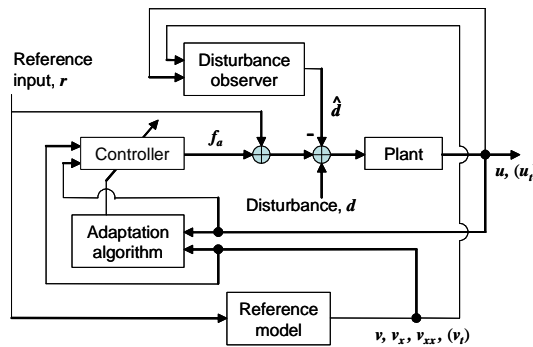 Reference
input, r
Disturbance
observer
d̂
-
f_a
Controller
Plant
u, (u_t
Disturbance, d
Adaptation
algorithm
Reference
model
v, v_x, v_xx, (v_t)